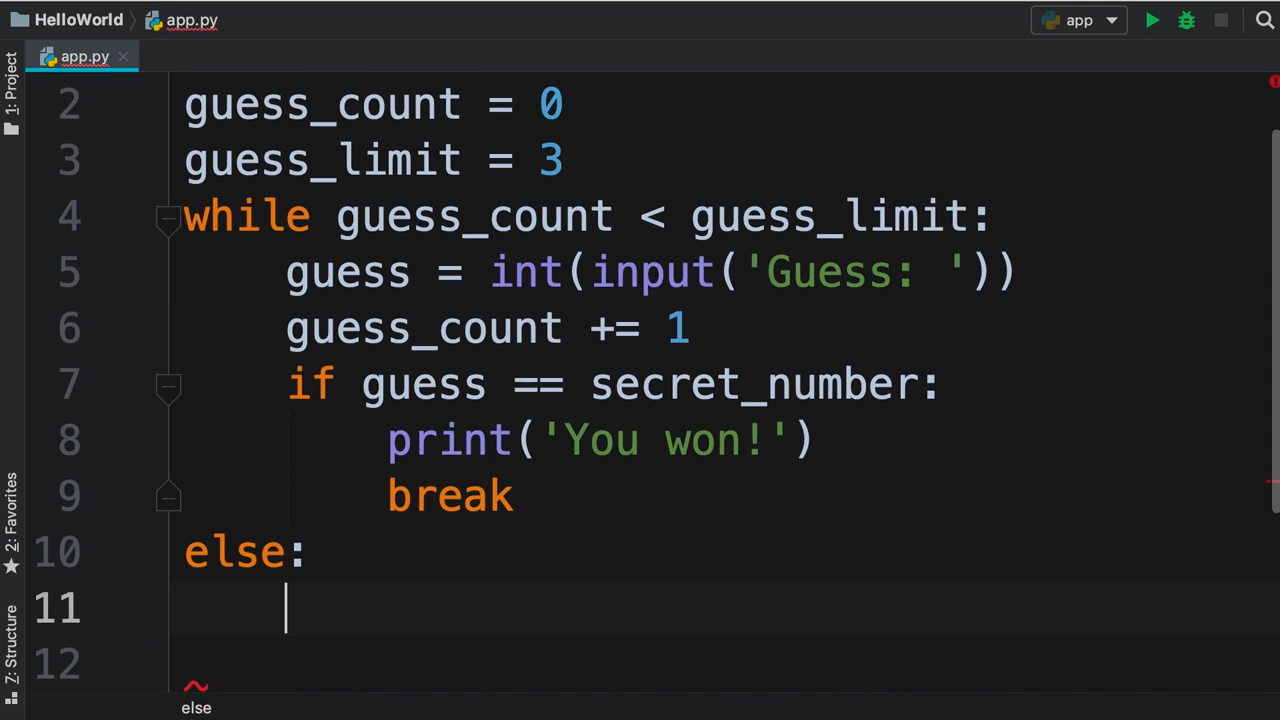 HelloWorld app.py app
app.py
1: Project
2 guess_count = 0
3 guess_limit = 3
4 while guess_count < guess_limit:
5     guess = int(input('Guess: '))
6     guess_count += 1
7     if guess == secret_number:
8         print('You won!')
9         break
10 else:
11
12
2: Favorites
Z: Structure
else